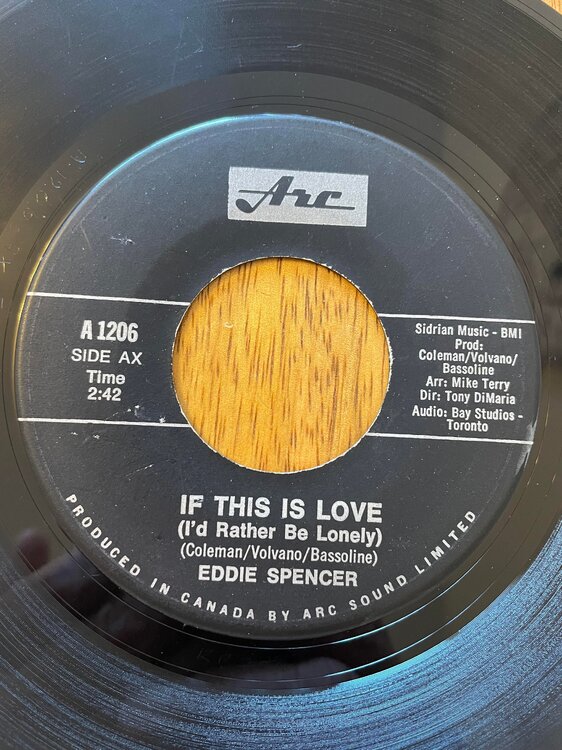 Arc
A 1206
SIDE AX
Time
2:42
Sidrian Music - BMI
Prod:
Coleman/Volvano/
Bassoline
Arr: Mike Terry
Dir: Tony DiMaria
Audio: Bay Studios -
Toronto
IF THIS IS LOVE
(I'd Rather Be Lonely)
(Coleman/Volvano/Bassoline)
EDDIE SPENCER
PRODUCED IN CANADA BY ARC SOUND LIMITED